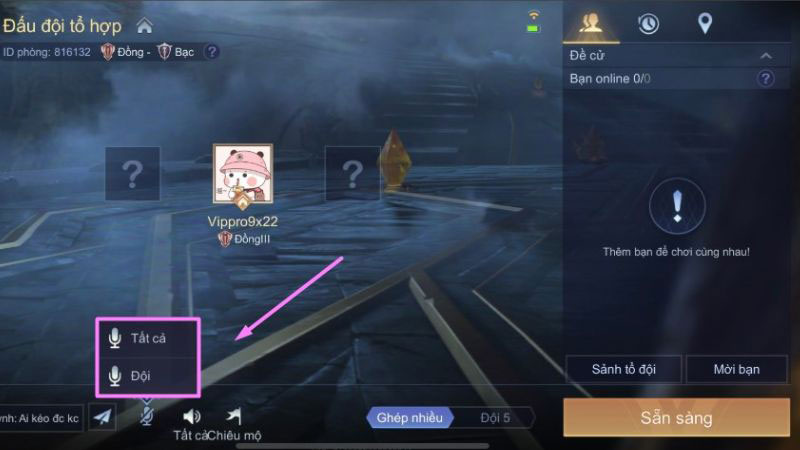 Đấu đội tổ hợp
ID phòng: 816132 Đồng - Bạc ?
Đề cử
Bạn online 0/0 ?
? ?
Vippro9x22
ĐồngIII
Thêm bạn để chơi cùng nhau!
Tất cả
Đội
Sảnh tổ đội Mời bạn
ynh: Ai kéo đc kc
Tất cả Chiêu mộ
Ghép nhiều Đội 5
Sẵn sàng